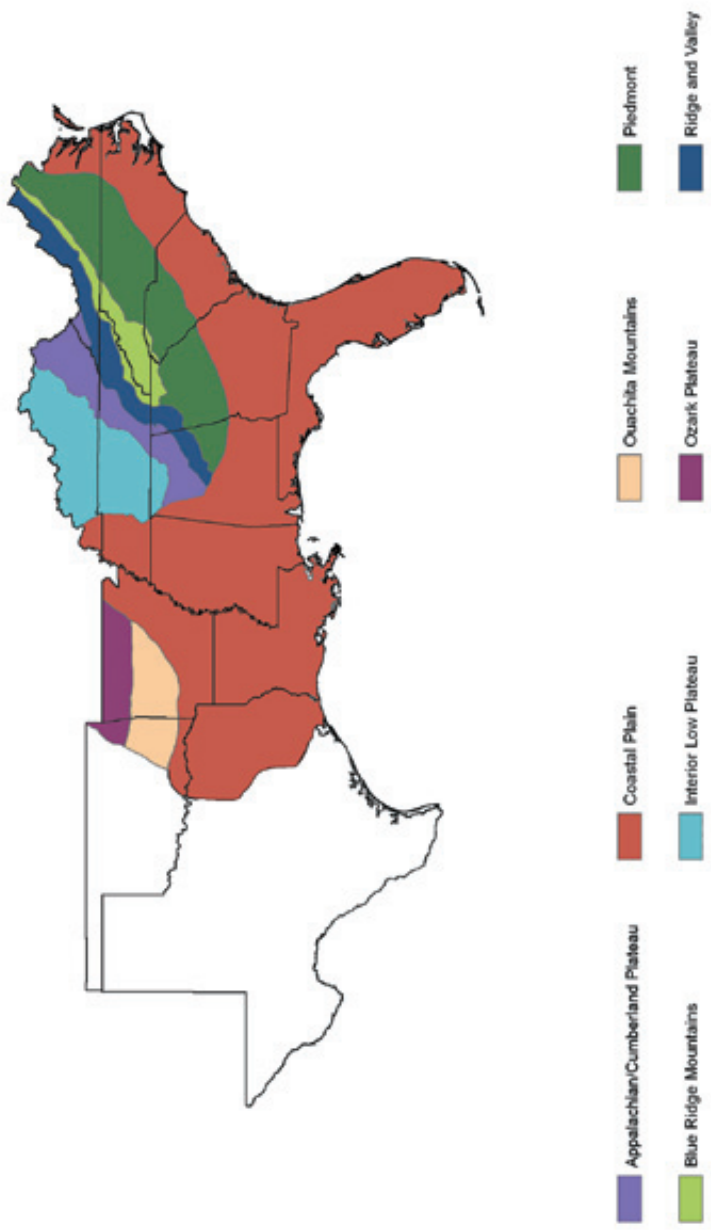 Appalachian/Cumberland Plateau
Coastal Plain
Ouachita Mountains
Piedmont
Blue Ridge Mountains
Interior Low Plateau
Ozark Plateau
Ridge and Valley